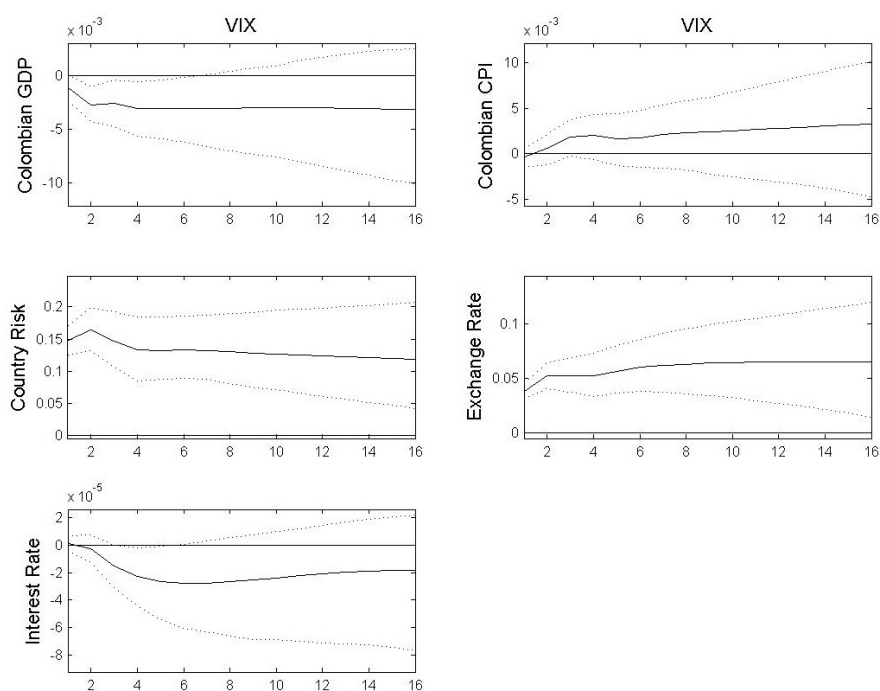 VIX
x 10⁻³
Colombian GDP
0
-5
-10
2 4 6 8 10 12 14 16
VIX
x 10⁻³
Colombian CPI
10
5
0
-5
2 4 6 8 10 12 14 16
Country Risk
0.2
0.15
0.1
0.05
0
2 4 6 8 10 12 14 16
Exchange Rate
0.1
0.05
0
2 4 6 8 10 12 14 16
x 10⁻⁵
Interest Rate
2
0
-2
-4
-6
-8
2 4 6 8 10 12 14 16